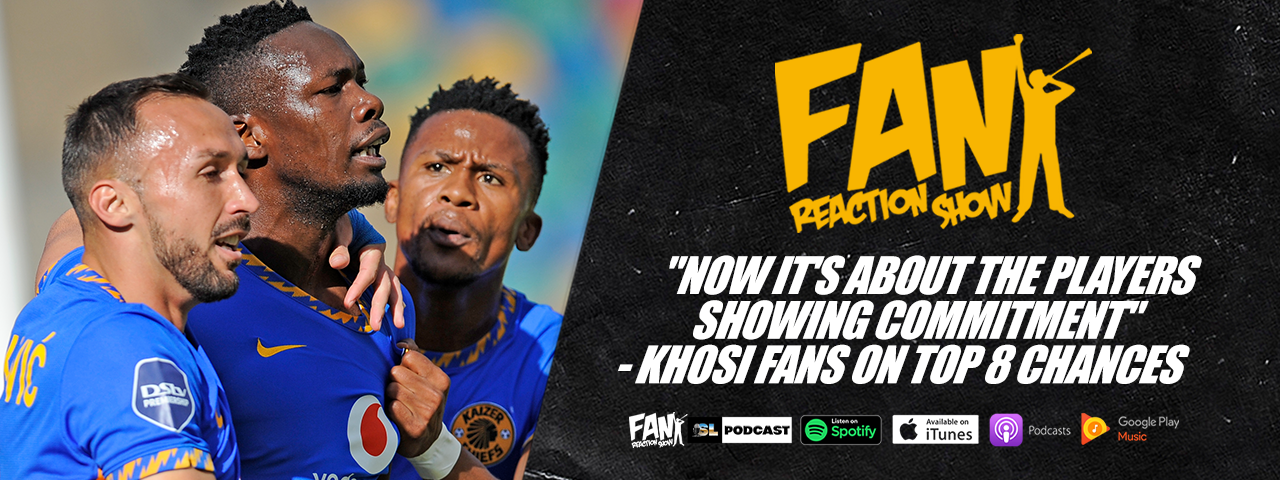 FAN
REACTION SHOW
"NOW IT'S ABOUT THE PLAYERS
SHOWING COMMITMENT"
- KHOSI FANS ON TOP 8 CHANCES
VIĆ
DStv
PREMIERSHIP
KAIZER
CHIEFS
FAN
REACTION SHOW
PODCAST
Listen on
Spotify
Available on
iTunes
Podcasts
Google Play
Music